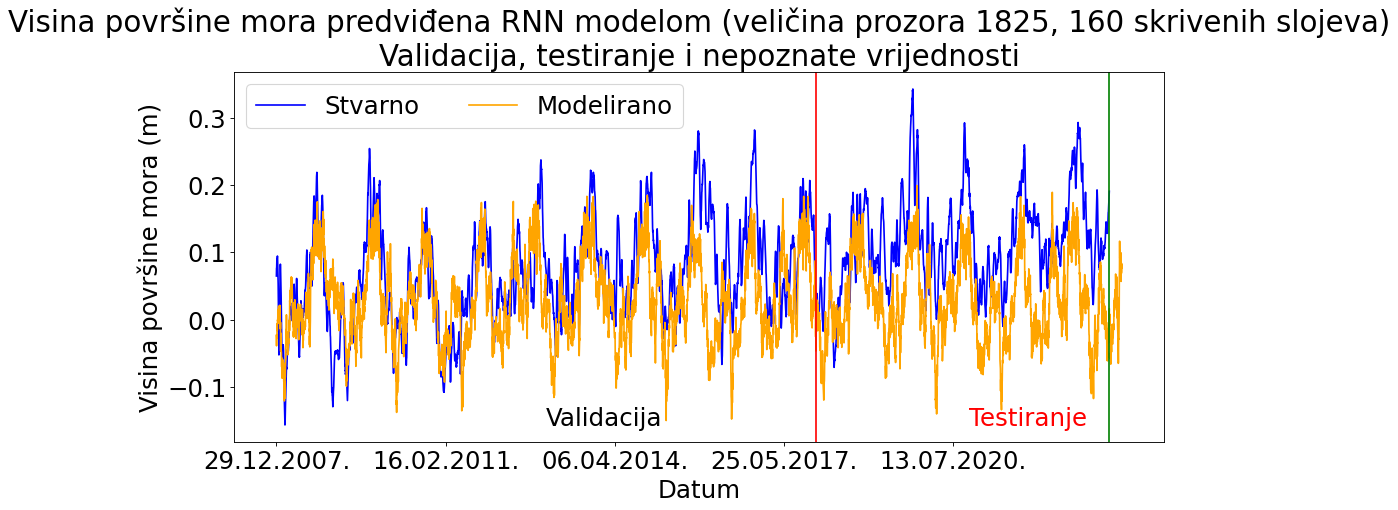 Visina površine mora predviđena RNN modelom (veličina prozora 1825, 160 skrivenih slojeva)
Validacija, testiranje i nepoznate vrijednosti
Stvarno
Modelirano
Visina površine mora (m)
0.3
0.2
0.1
0.0
−0.1
Validacija
Testiranje
29.12.2007.
16.02.2011.
06.04.2014.
25.05.2017.
13.07.2020.
Datum